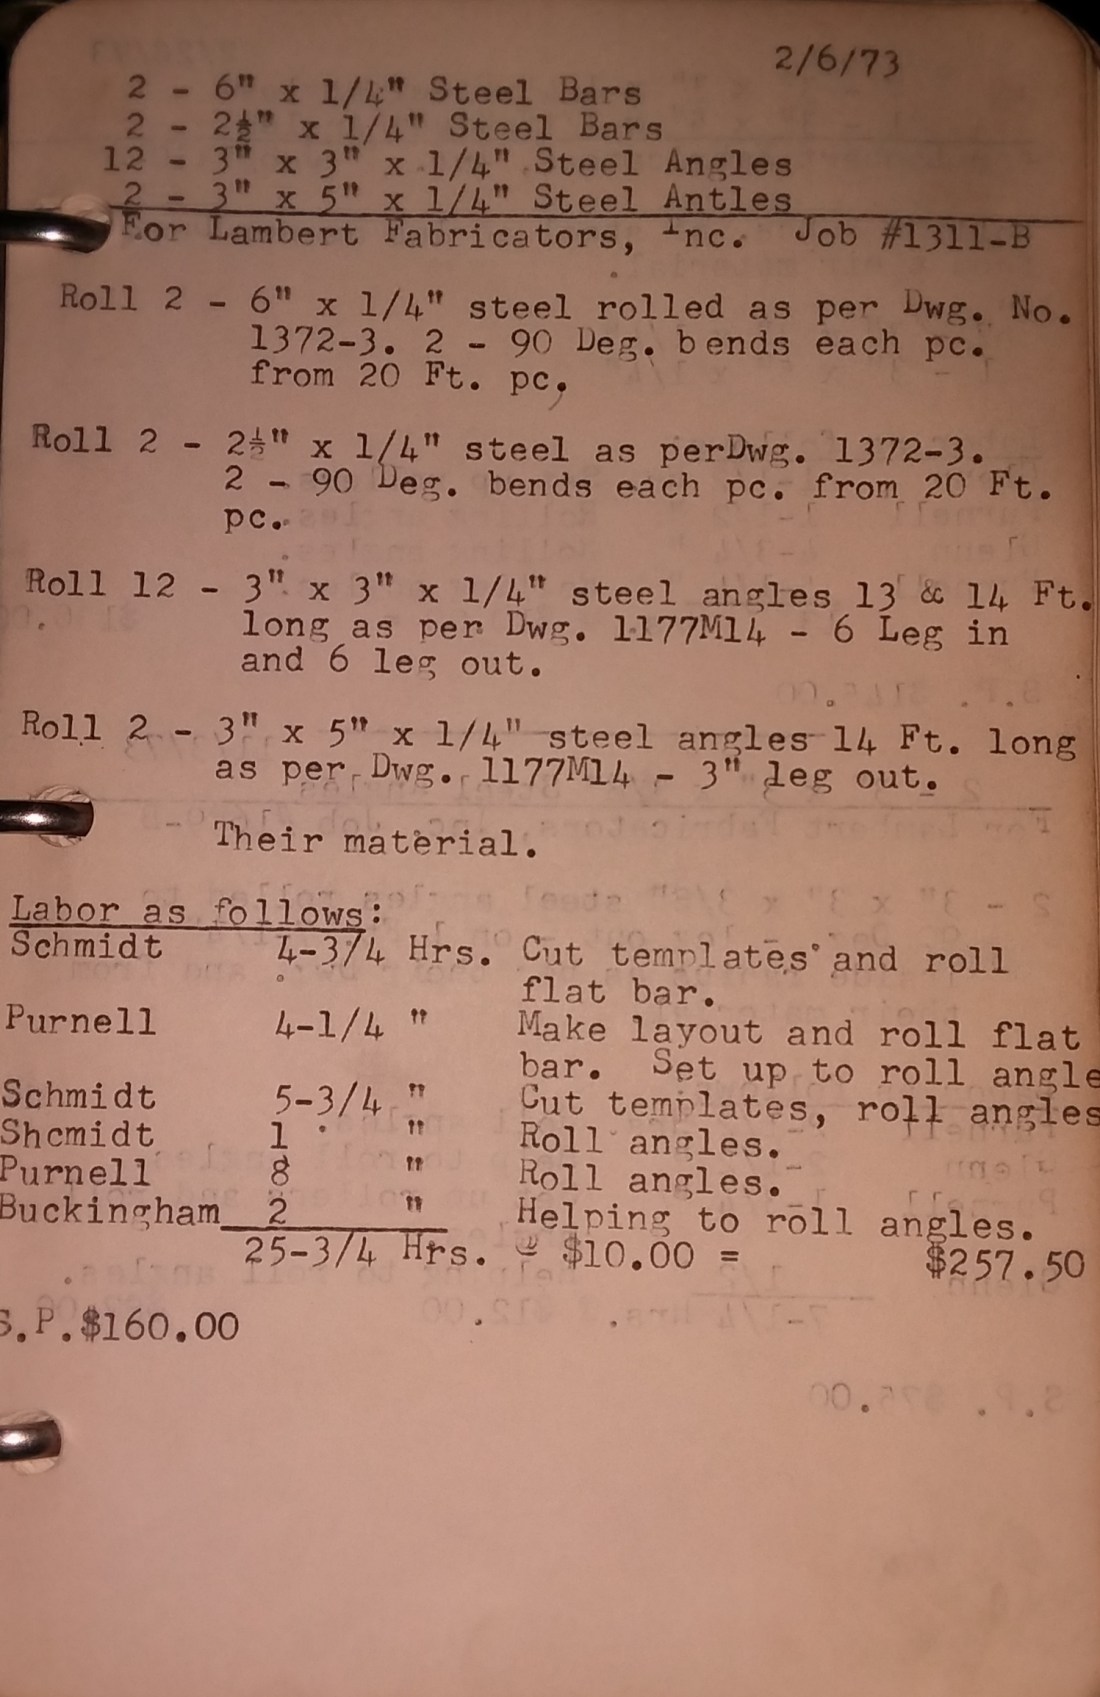 2/6/73
2 - 6" x 1/4" Steel Bars
2 - 2½" x 1/4" Steel Bars
12 - 3" x 3" x 1/4" Steel Angles
2 - 3" x 5" x 1/4" Steel Antles
For Lambert Fabricators, Inc. Job #1311-B
Roll 2 - 6" x 1/4" steel rolled as per Dwg. No.
1372-3. 2 - 90 Deg. bends each pc.
from 20 Ft. pc.
Roll 2 - 2½" x 1/4" steel as perDwg. 1372-3.
2 - 90 Deg. bends each pc. from 20 Ft.
pc.
Roll 12 - 3" x 3" x 1/4" steel angles 13 & 14 Ft.
long as per Dwg. 1177M14 - 6 Leg in
and 6 leg out.
Roll 2 - 3" x 5" x 1/4" steel angles 14 Ft. long
as per Dwg. 1177M14 - 3" leg out.
Their material.
Labor as follows:
Schmidt 4-3/4 Hrs. Cut templates and roll
flat bar.
Purnell 4-1/4 " Make layout and roll flat
bar. Set up to roll angle
Schmidt 5-3/4 " Cut templates, roll angles
Shcmidt 1 " Roll angles.
Purnell 8 " Roll angles.
Buckingham 2 " Helping to roll angles.
25-3/4 Hrs. @ $10.00 = $257.50
S.P.$160.00